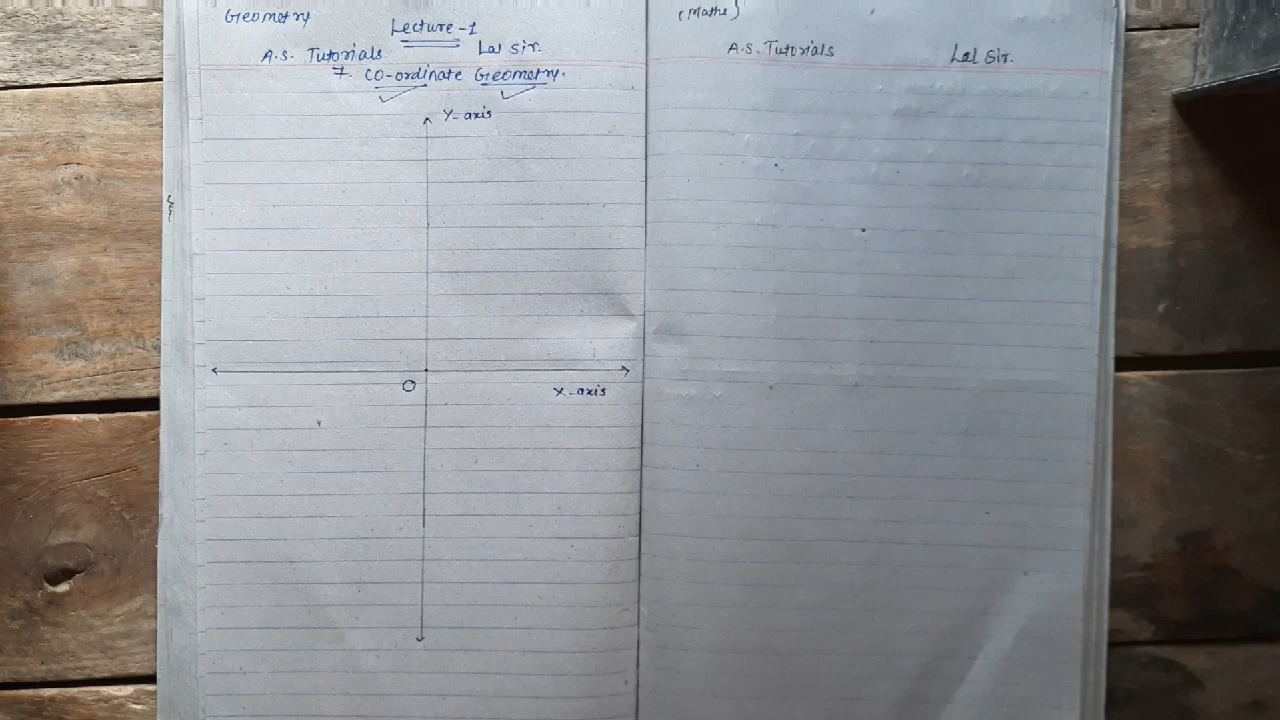 Geometry
Lecture -1
A.S. Tutorials Lal Sir.
7. Co-ordinate Geometry.
Y-axis
O
X-axis
(Maths)
A.S. Tutorials Lal Sir.